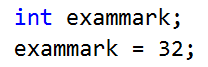 int exammark;
exammark = 32;